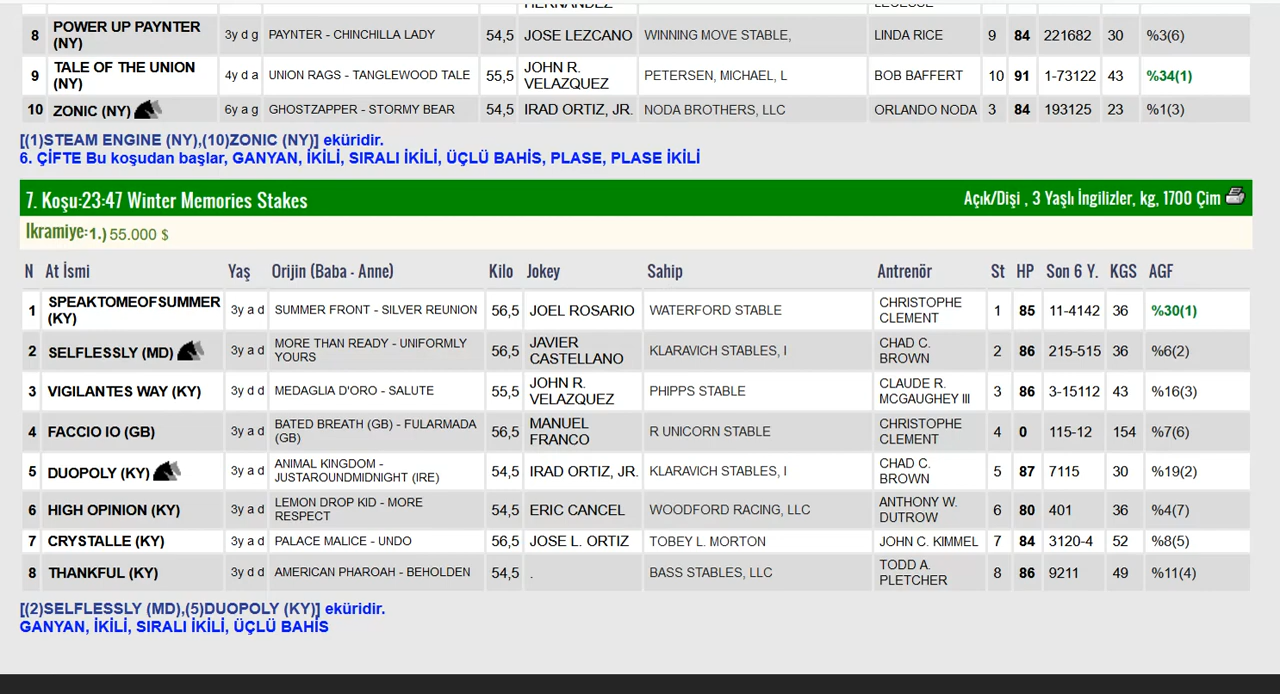 8 POWER UP PAYNTER (NY) 3y d g PAYNTER - CHINCHILLA LADY 54,5 JOSE LEZCANO WINNING MOVE STABLE, LINDA RICE 9 84 221682 30 %3(6)
9 TALE OF THE UNION (NY) 4y d a UNION RAGS - TANGLEWOOD TALE 55,5 JOHN R. VELAZQUEZ PETERSEN, MICHAEL, L BOB BAFFERT 10 91 1-73122 43 %34(1)
10 ZONIC (NY) 6y a g GHOSTZAPPER - STORMY BEAR 54,5 IRAD ORTIZ, JR. NODA BROTHERS, LLC ORLANDO NODA 3 84 193125 23 %1(3)
[(1)STEAM ENGINE (NY),(10)ZONIC (NY)] eküridir.
6. ÇİFTE Bu koşudan başlar, GANYAN, İKİLİ, SIRALI İKİLİ, ÜÇLÜ BAHİS, PLASE, PLASE İKİLİ
7. Koşu:23:47 Winter Memories Stakes Açık/Dişi , 3 Yaşlı İngilizler, kg, 1700 Çim
Ikramiye:1.) 55.000 $
N At İsmi Yaş Orijin (Baba - Anne) Kilo Jokey Sahip Antrenör St HP Son 6 Y. KGS AGF
1 SPEAKTOMEOFSUMMER (KY) 3y a d SUMMER FRONT - SILVER REUNION 56,5 JOEL ROSARIO WATERFORD STABLE CHRISTOPHE CLEMENT 1 85 11-4142 36 %30(1)
2 SELFLESSLY (MD) 3y a d MORE THAN READY - UNIFORMLY YOURS 56,5 JAVIER CASTELLANO KLARAVICH STABLES, I CHAD C. BROWN 2 86 215-515 36 %6(2)
3 VIGILANTES WAY (KY) 3y d d MEDAGLIA D'ORO - SALUTE 55,5 JOHN R. VELAZQUEZ PHIPPS STABLE CLAUDE R. MCGAUGHEY III 3 86 3-15112 43 %16(3)
4 FACCIO IO (GB) 3y a d BATED BREATH (GB) - FULARMADA (GB) 56,5 MANUEL FRANCO R UNICORN STABLE CHRISTOPHE CLEMENT 4 0 115-12 154 %7(6)
5 DUOPOLY (KY) 3y a d ANIMAL KINGDOM - JUSTAROUNDMIDNIGHT (IRE) 54,5 IRAD ORTIZ, JR. KLARAVICH STABLES, I CHAD C. BROWN 5 87 7115 30 %19(2)
6 HIGH OPINION (KY) 3y a d LEMON DROP KID - MORE RESPECT 54,5 ERIC CANCEL WOODFORD RACING, LLC ANTHONY W. DUTROW 6 80 401 36 %4(7)
7 CRYSTALLE (KY) 3y a d PALACE MALICE - UNDO 56,5 JOSE L. ORTIZ TOBEY L. MORTON JOHN C. KIMMEL 7 84 3120-4 52 %8(5)
8 THANKFUL (KY) 3y d d AMERICAN PHAROAH - BEHOLDEN 54,5 . BASS STABLES, LLC TODD A. PLETCHER 8 86 9211 49 %11(4)
[(2)SELFLESSLY (MD),(5)DUOPOLY (KY)] eküridir.
GANYAN, İKİLİ, SIRALI İKİLİ, ÜÇLÜ BAHİS